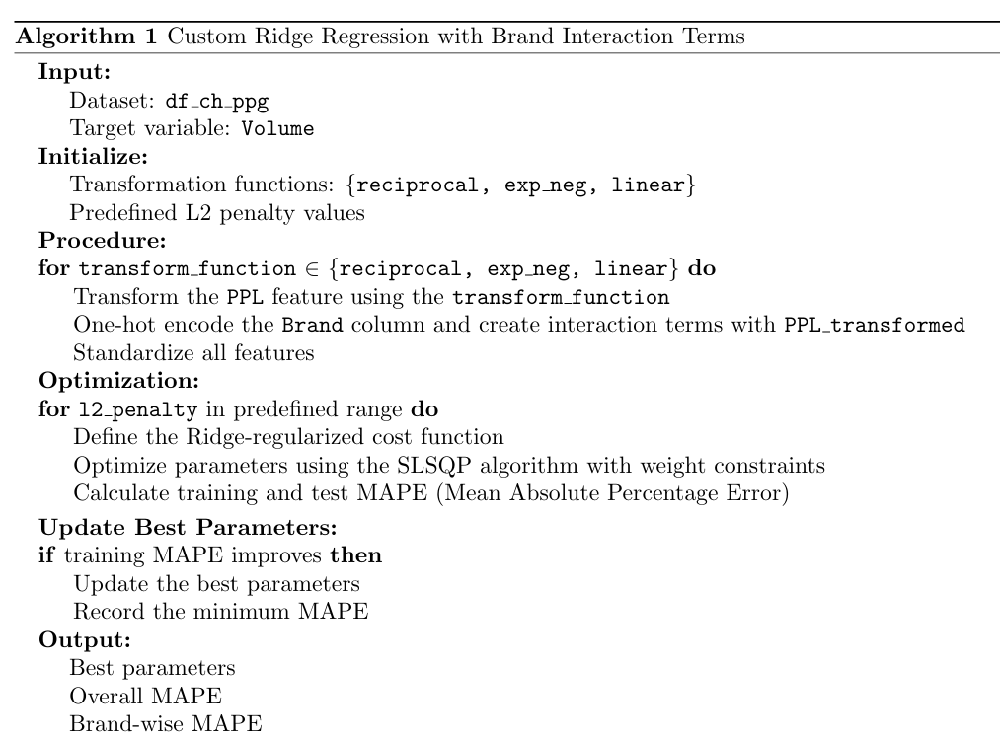 Algorithm 1 Custom Ridge Regression with Brand Interaction Terms
Input:
Dataset: df_ch_ppg
Target variable: Volume
Initialize:
Transformation functions: {reciprocal, exp_neg, linear}
Predefined L2 penalty values
Procedure:
for transform_function ∈ {reciprocal, exp_neg, linear} do
Transform the PPL feature using the transform_function
One-hot encode the Brand column and create interaction terms with PPL_transformed
Standardize all features
Optimization:
for l2_penalty in predefined range do
Define the Ridge-regularized cost function
Optimize parameters using the SLSQP algorithm with weight constraints
Calculate training and test MAPE (Mean Absolute Percentage Error)
Update Best Parameters:
if training MAPE improves then
Update the best parameters
Record the minimum MAPE
Output:
Best parameters
Overall MAPE
Brand-wise MAPE